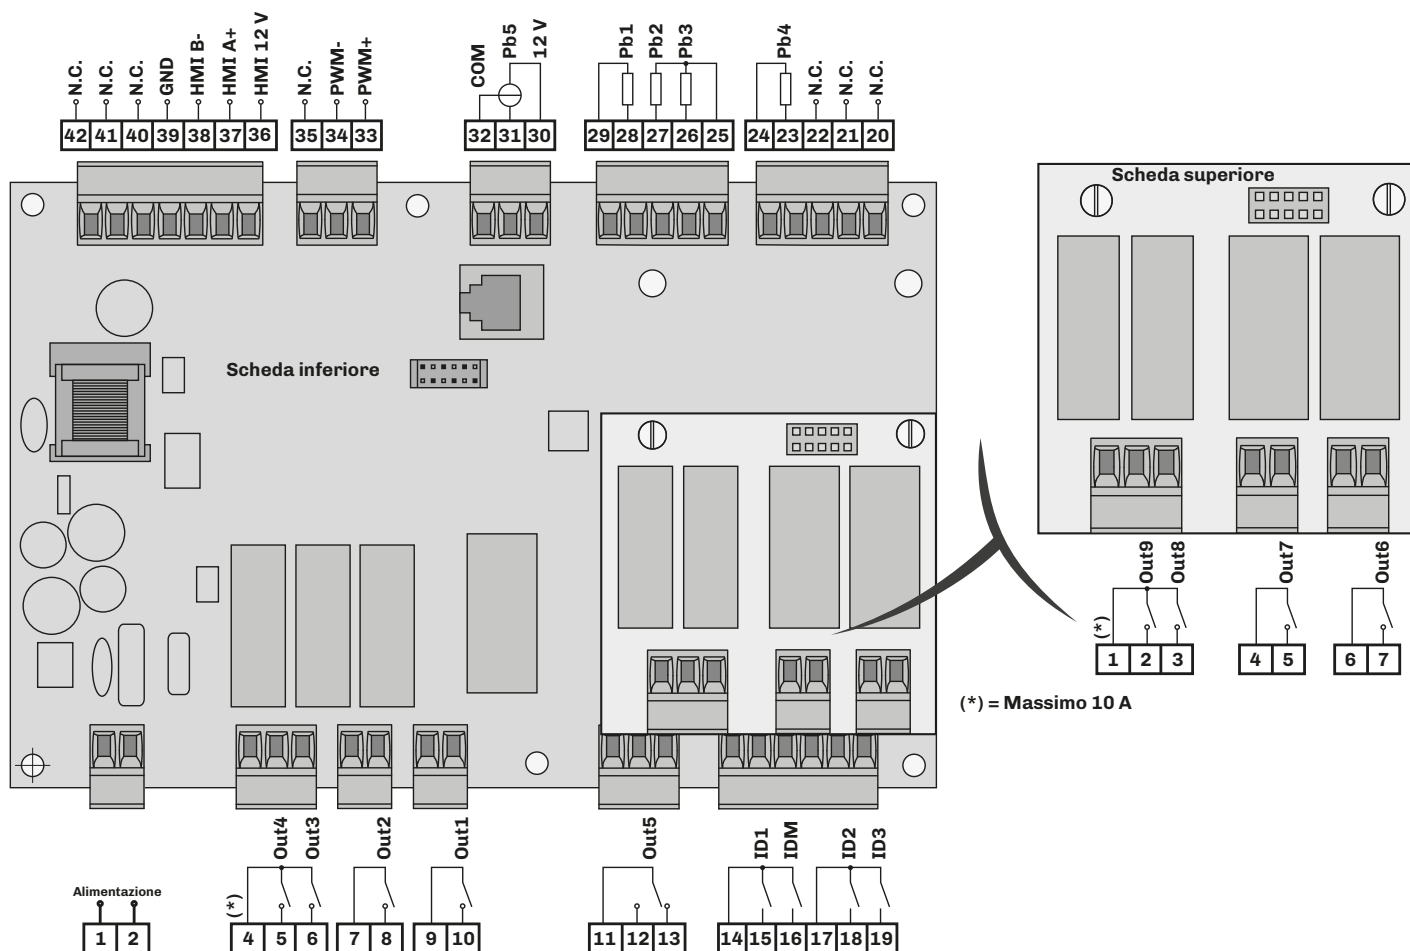 N.C. N.C. N.C. GND HMI B- HMI A+ HMI 12 V N.C. PWM- PWM+ COM Pb5 12 V Pb1 Pb2 Pb3 Pb4 N.C. N.C. N.C.
42 41 40 39 38 37 36 35 34 33 32 31 30 29 28 27 26 25 24 23 22 21 20
Scheda superiore
Scheda inferiore
Out9 Out8 Out7 Out6
(*)
1 2 3 4 5 6 7
(*) = Massimo 10 A
Out4 Out3 Out2 Out1 Out5 ID1 IDM ID2 ID3
Alimentazione
(*)
1 2 4 5 6 7 8 9 10 11 12 13 14 15 16 17 18 19